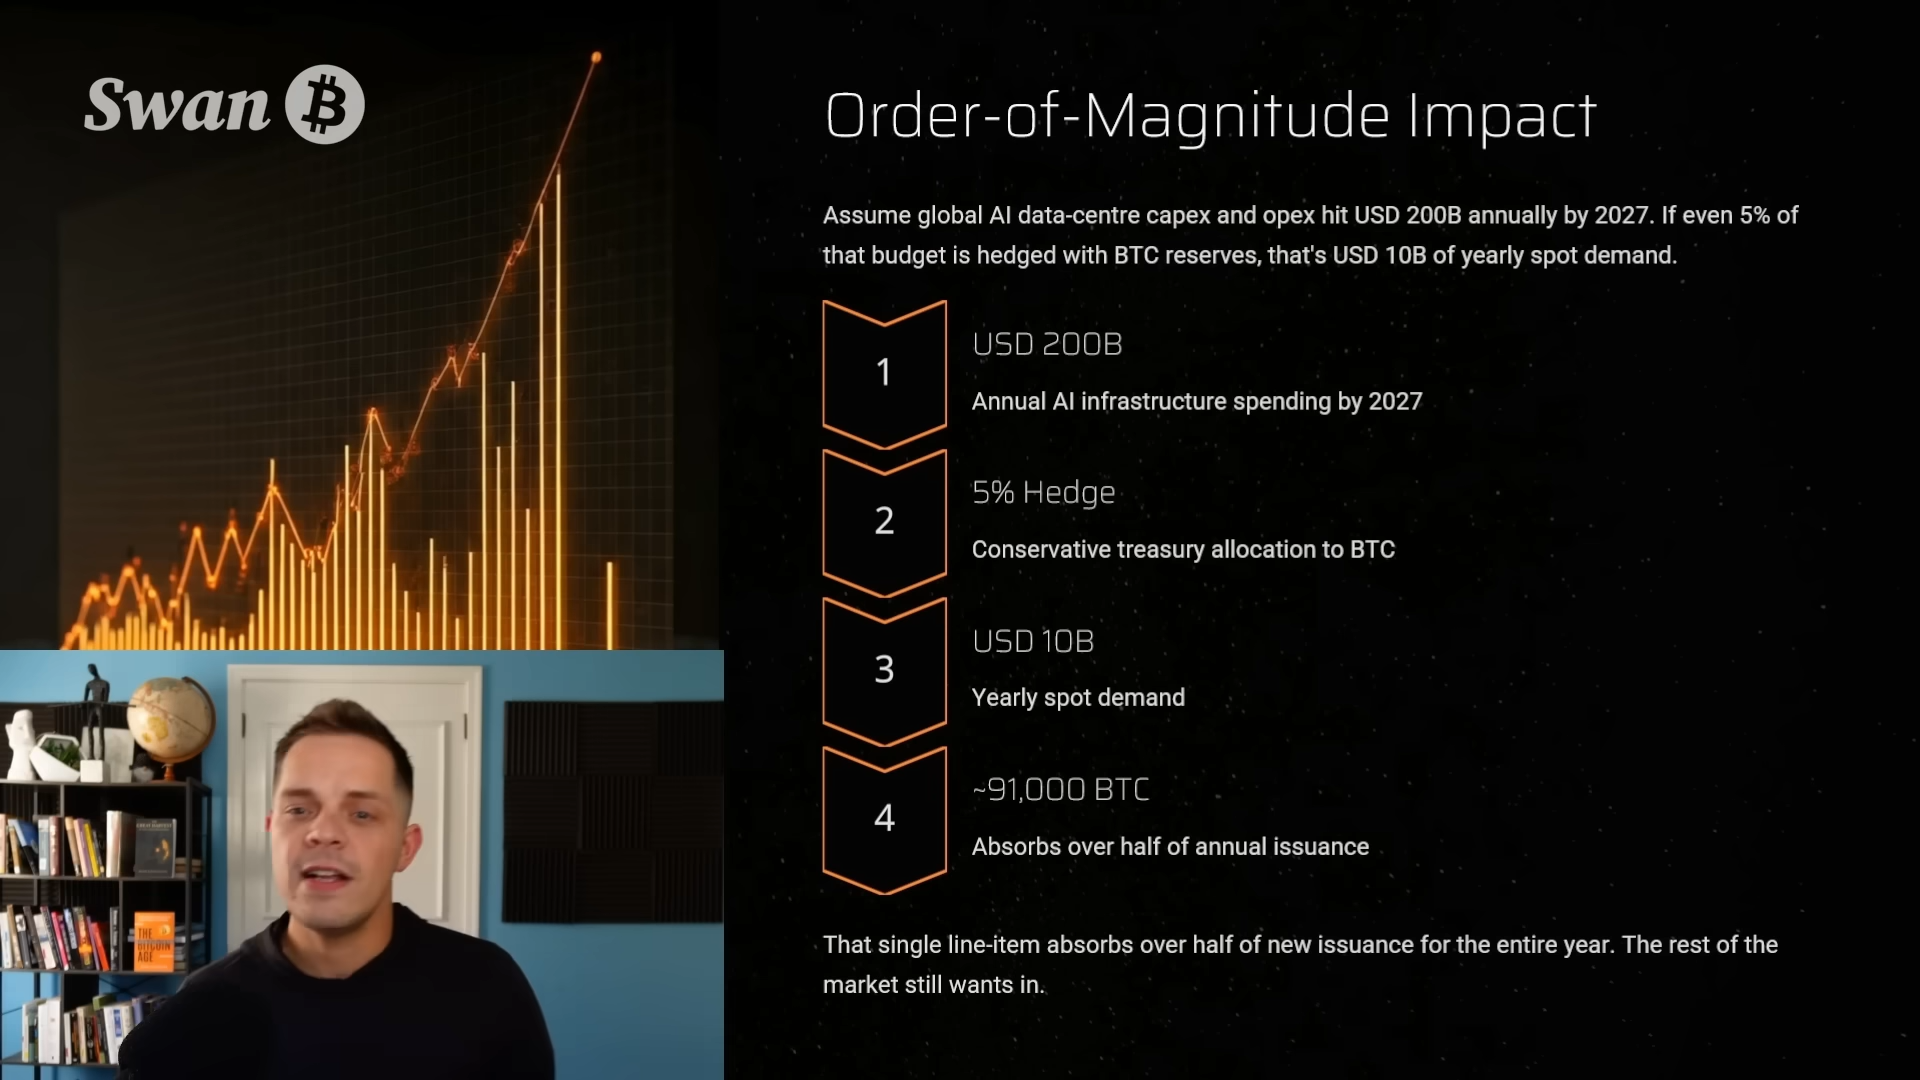 Swan
Order-of-Magnitude Impact
Assume global AI data-centre capex and opex hit USD 200B annually by 2027. If even 5% of
that budget is hedged with BTC reserves, that's USD 10B of yearly spot demand.
1
USD 200B
Annual AI infrastructure spending by 2027
2
5% Hedge
Conservative treasury allocation to BTC
3
USD 10B
Yearly spot demand
4
~91,000 BTC
Absorbs over half of annual issuance
That single line-item absorbs over half of new issuance for the entire year. The rest of the
market still wants in.
THE
BITCOIN
AGE